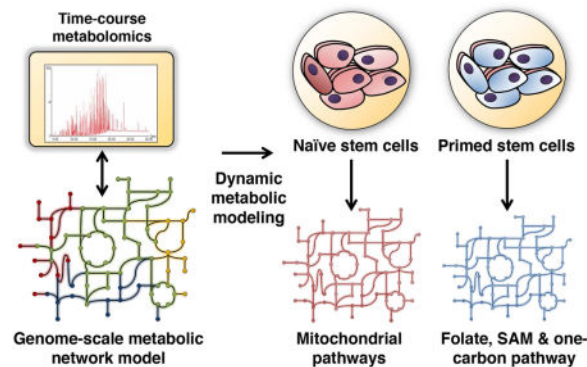 Time-course
metabolomics
Genome-scale metabolic
network model
Dynamic
metabolic
modeling
Naïve stem cells
Primed stem cells
Mitochondrial
pathways
Folate, SAM & one-
carbon pathway